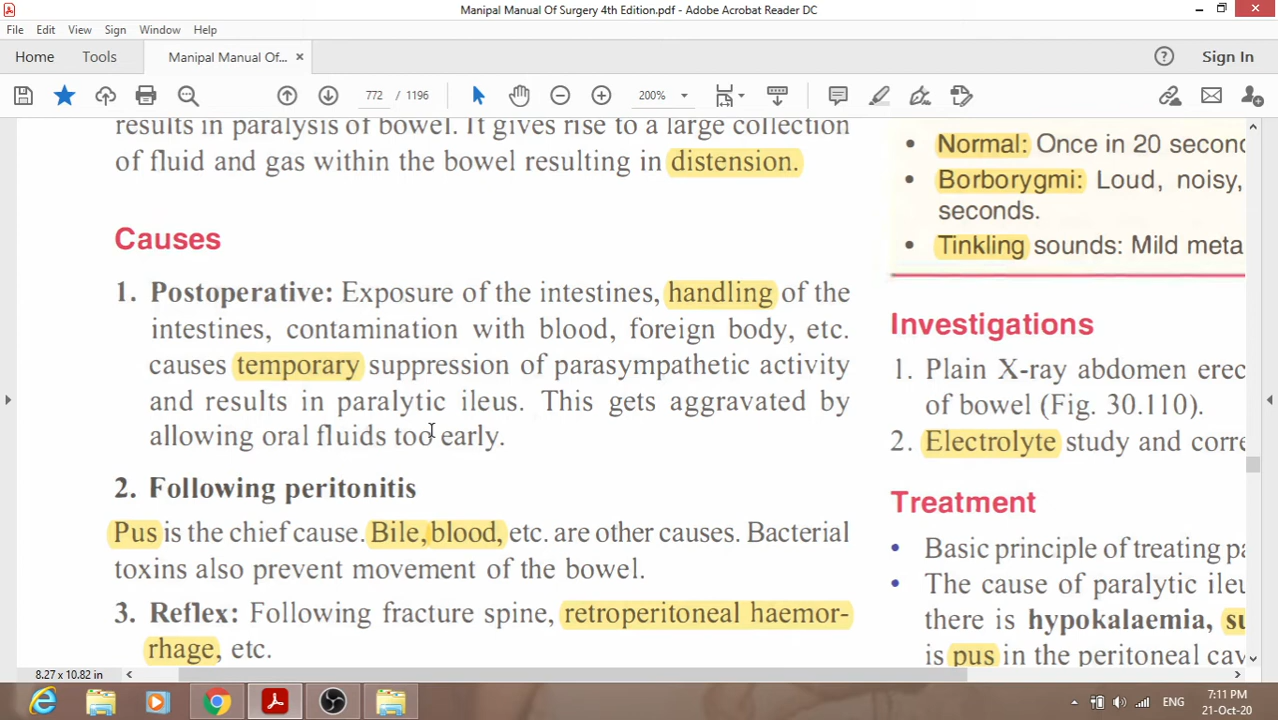 Manipal Manual Of Surgery 4th Edition.pdf - Adobe Acrobat Reader DC
File Edit View Sign Window Help
Home Tools Manipal Manual Of... × Sign In
772 / 1196 200%
results in paralysis of bowel. It gives rise to a large collection
of fluid and gas within the bowel resulting in distension.
Causes
1. Postoperative: Exposure of the intestines, handling of the
intestines, contamination with blood, foreign body, etc.
causes temporary suppression of parasympathetic activity
and results in paralytic ileus. This gets aggravated by
allowing oral fluids too early.
2. Following peritonitis
Pus is the chief cause. Bile, blood, etc. are other causes. Bacterial
toxins also prevent movement of the bowel.
3. Reflex: Following fracture spine, retroperitoneal haemor-
rhage, etc.
• Normal: Once in 20 second
• Borborygmi: Loud, noisy,
seconds.
• Tinkling sounds: Mild meta
Investigations
1. Plain X-ray abdomen erec
of bowel (Fig. 30.110).
2. Electrolyte study and corre
Treatment
• Basic principle of treating pa
• The cause of paralytic ileu
there is hypokalaemia, su
is pus in the peritoneal cav
8.27 x 10.82 in
ENG
7:11 PM
21-Oct-20